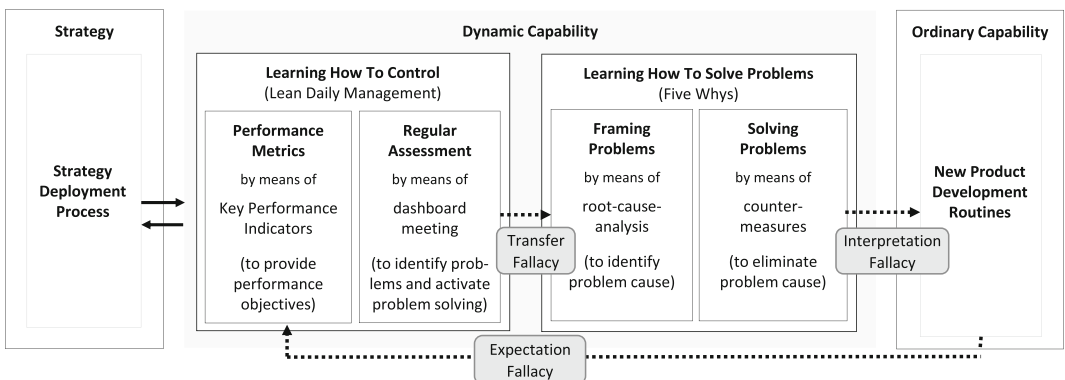 Strategy
Strategy
Deployment
Process
Dynamic Capability
Learning How To Control
(Lean Daily Management)
Performance
Metrics
by means of
Key Performance
Indicators
(to provide
performance
objectives)
Regular
Assessment
by means of
dashboard
meeting
(to identify prob-
lems and activate
problem solving)
Transfer
Fallacy
Learning How To Solve Problems
(Five Whys)
Framing
Problems
by means of
root-cause-
analysis
(to identify
problem cause)
Solving
Problems
by means of
counter-
measures
(to eliminate
problem cause)
Interpretation
Fallacy
Ordinary Capability
New Product
Development
Routines
Expectation
Fallacy